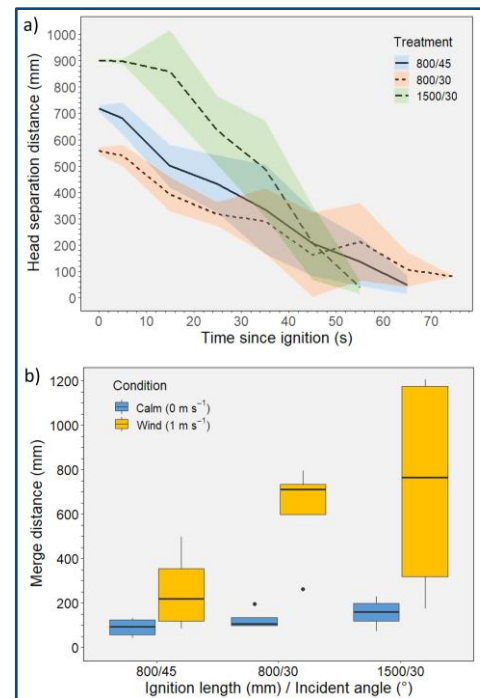 a)
Head separation distance (mm)
1000
900
800
700
600
500
400
300
200
100
0
Treatment
800/45
800/30
1500/30
0 10 20 30 40 50 60 70
Time since ignition (s)
b)
Merge distance (mm)
1200
1000
800
600
400
200
0
Condition
Calm (0 m s⁻¹)
Wind (1 m s⁻¹)
800/45 800/30 1500/30
Ignition length (mm) / Incident angle (°)